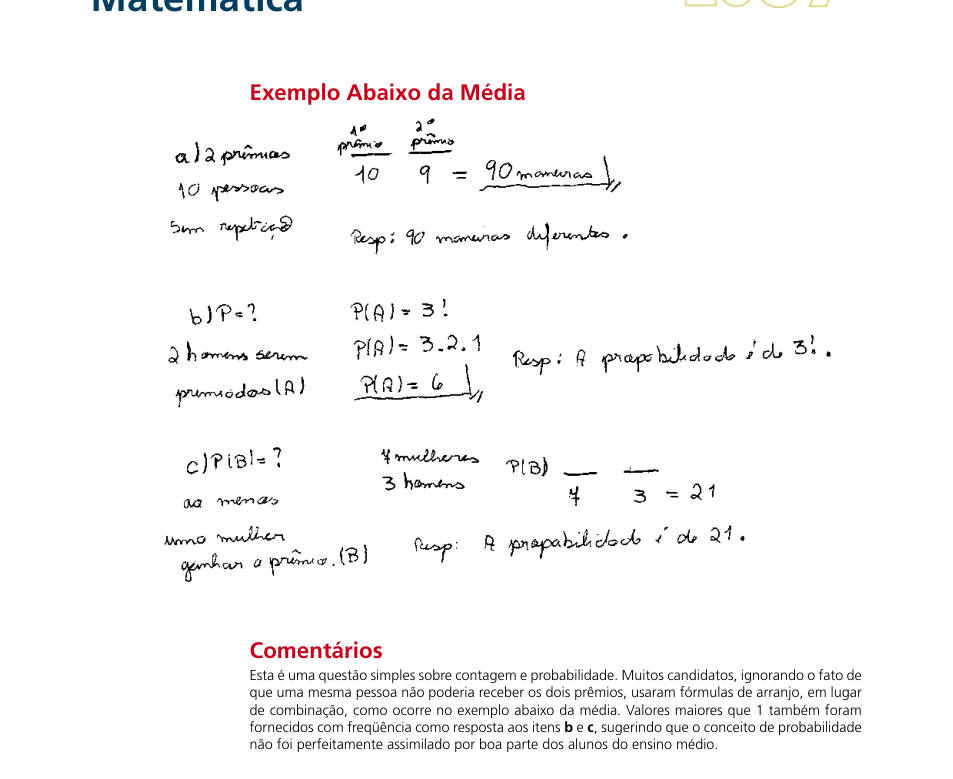 Matemática
Exemplo Abaixo da Média
1º prêmio 2º prêmio
a) 2 prêmios
10 9 = 90 maneiras
10 pessoas
sem repetição
Resp: 90 maneiras diferentes.
b) P=? P(A) = 3!
2 homens serem P(A) = 3.2.1
Resp: A propabilidade é de 3!.
premiados (A) P(A) = 6
c) P(B) = ? 7 mulheres P(B) __ __
3 homens 7 3 = 21
ao menos
uma mulher
Resp: A propabilidade é de 21.
ganhar o prêmio. (B)
Comentários
Esta é uma questão simples sobre contagem e probabilidade. Muitos candidatos, ignorando o fato de
que uma mesma pessoa não poderia receber os dois prêmios, usaram fórmulas de arranjo, em lugar
de combinação, como ocorre no exemplo abaixo da média. Valores maiores que 1 também foram
fornecidos com freqüência como resposta aos itens b e c, sugerindo que o conceito de probabilidade
não foi perfeitamente assimilado por boa parte dos alunos do ensino médio.